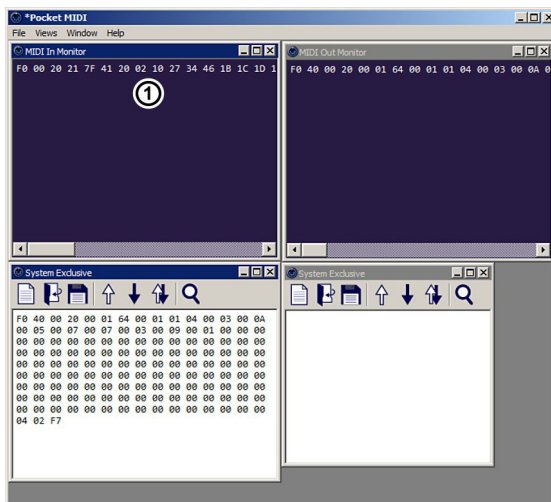 *Pocket MIDI
File Views Window Help
MIDI In Monitor
F0 00 20 21 7F 41 20 02 10 27 34 46 1B 1C 1D 1
1
MIDI Out Monitor
F0 40 00 20 00 01 64 00 01 01 04 00 03 00 0A 0
System Exclusive
F0 40 00 20 00 01 64 00 01 01 04 00 03 00 0A
00 05 00 07 00 07 00 03 00 09 00 01 00 00 00
00 00 00 00 00 00 00 00 00 00 00 00 00 00 00
00 00 00 00 00 00 00 00 00 00 00 00 00 00 00
00 00 00 00 00 00 00 00 00 00 00 00 00 00 00
00 00 00 00 00 00 00 00 00 00 00 00 00 00 00
00 00 00 00 00 00 00 00 00 00 00 00 00 00 00
00 00 00 00 00 00 00 00 00 00 00 00 00 00 00
00 00 00 00 00 00 00 00 00 00 00 00 00 00 00
04 02 F7
System Exclusive